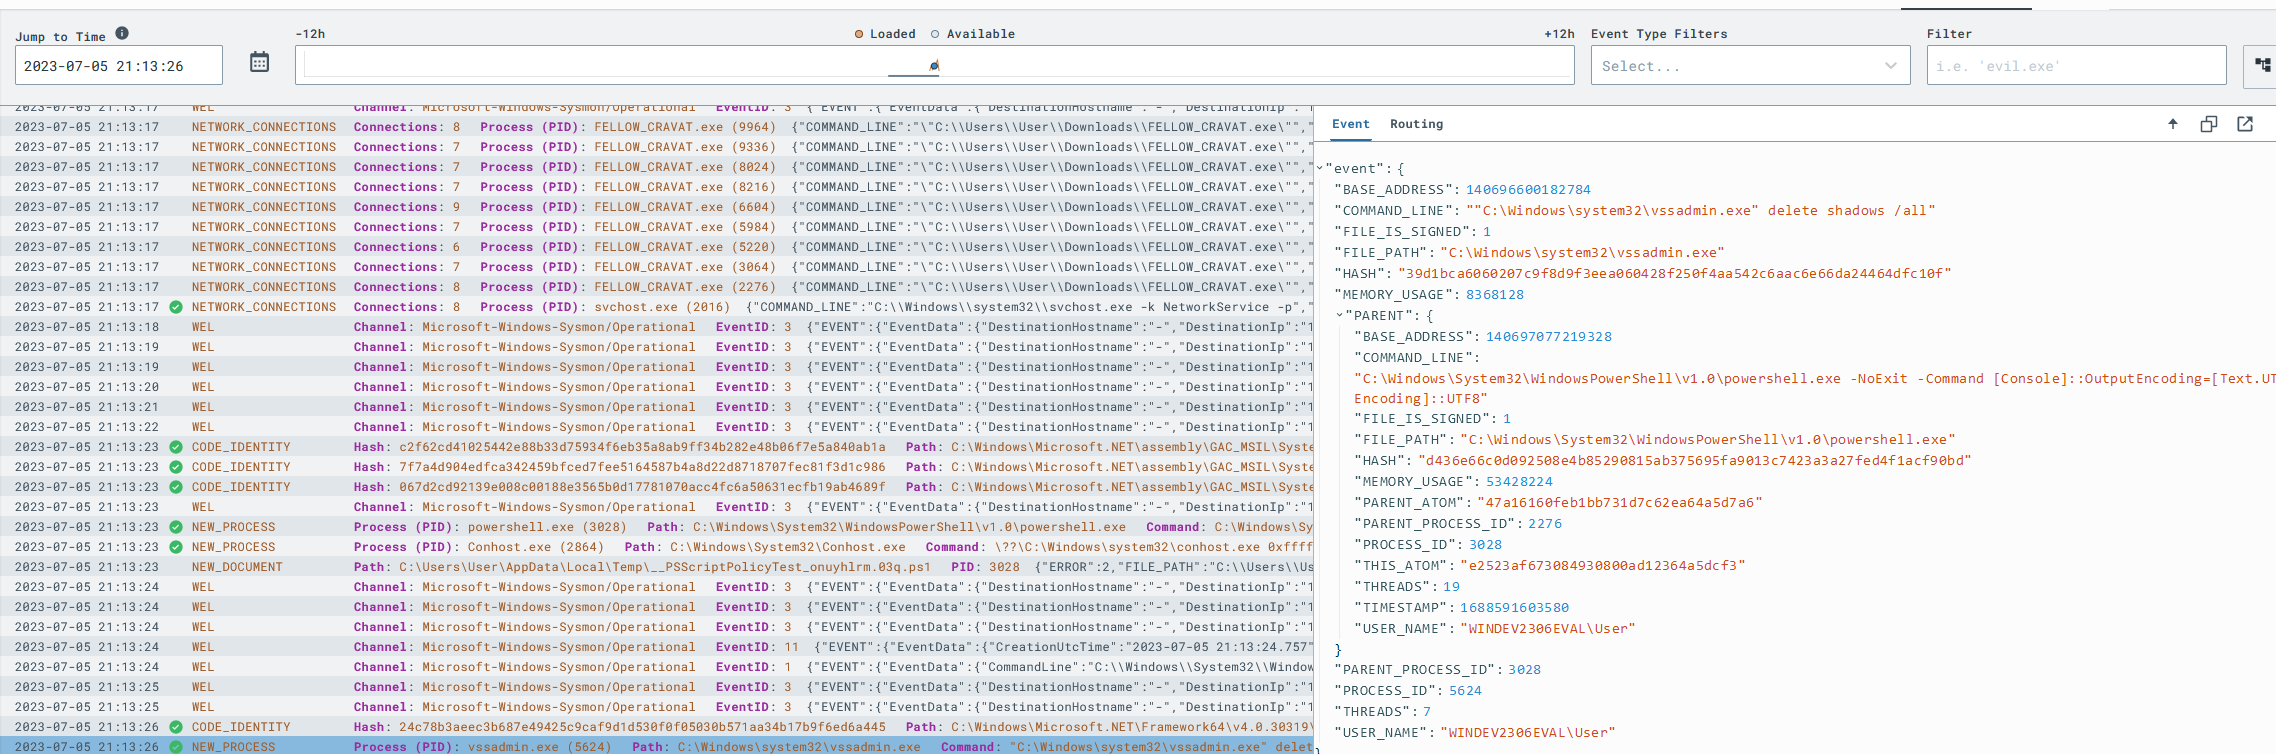 Jump to Time
-12h
Loaded
Available
+12h
Event Type Filters
Filter
2023-07-05 21:13:26
Select...
i.e. 'evil.exe'
2023-07-05 21:13:17 WEL Channel: Microsoft-Windows-Sysmon/Operational EventID: 3 {"EVENT":{"EventData":{"DestinationHostname":"-","DestinationIp":"1
2023-07-05 21:13:17 NETWORK_CONNECTIONS Connections: 8 Process (PID): FELLOW_CRAVAT.exe (9964) {"COMMAND_LINE":"\"C:\\Users\\User\\Downloads\\FELLOW_CRAVAT.exe\"","
2023-07-05 21:13:17 NETWORK_CONNECTIONS Connections: 7 Process (PID): FELLOW_CRAVAT.exe (9336) {"COMMAND_LINE":"\"C:\\Users\\User\\Downloads\\FELLOW_CRAVAT.exe\"","
2023-07-05 21:13:17 NETWORK_CONNECTIONS Connections: 7 Process (PID): FELLOW_CRAVAT.exe (8024) {"COMMAND_LINE":"\"C:\\Users\\User\\Downloads\\FELLOW_CRAVAT.exe\"","
2023-07-05 21:13:17 NETWORK_CONNECTIONS Connections: 7 Process (PID): FELLOW_CRAVAT.exe (8216) {"COMMAND_LINE":"\"C:\\Users\\User\\Downloads\\FELLOW_CRAVAT.exe\"","
2023-07-05 21:13:17 NETWORK_CONNECTIONS Connections: 9 Process (PID): FELLOW_CRAVAT.exe (6604) {"COMMAND_LINE":"\"C:\\Users\\User\\Downloads\\FELLOW_CRAVAT.exe\"","
2023-07-05 21:13:17 NETWORK_CONNECTIONS Connections: 7 Process (PID): FELLOW_CRAVAT.exe (5984) {"COMMAND_LINE":"\"C:\\Users\\User\\Downloads\\FELLOW_CRAVAT.exe\"","
2023-07-05 21:13:17 NETWORK_CONNECTIONS Connections: 6 Process (PID): FELLOW_CRAVAT.exe (5220) {"COMMAND_LINE":"\"C:\\Users\\User\\Downloads\\FELLOW_CRAVAT.exe\"","
2023-07-05 21:13:17 NETWORK_CONNECTIONS Connections: 7 Process (PID): FELLOW_CRAVAT.exe (3064) {"COMMAND_LINE":"\"C:\\Users\\User\\Downloads\\FELLOW_CRAVAT.exe\"","
2023-07-05 21:13:17 NETWORK_CONNECTIONS Connections: 8 Process (PID): FELLOW_CRAVAT.exe (2276) {"COMMAND_LINE":"\"C:\\Users\\User\\Downloads\\FELLOW_CRAVAT.exe\"","
2023-07-05 21:13:17 NETWORK_CONNECTIONS Connections: 8 Process (PID): svchost.exe (2016) {"COMMAND_LINE":"C:\\Windows\\system32\\svchost.exe -k NetworkService -p","
2023-07-05 21:13:18 WEL Channel: Microsoft-Windows-Sysmon/Operational EventID: 3 {"EVENT":{"EventData":{"DestinationHostname":"-","DestinationIp":"1
2023-07-05 21:13:19 WEL Channel: Microsoft-Windows-Sysmon/Operational EventID: 3 {"EVENT":{"EventData":{"DestinationHostname":"-","DestinationIp":"1
2023-07-05 21:13:19 WEL Channel: Microsoft-Windows-Sysmon/Operational EventID: 3 {"EVENT":{"EventData":{"DestinationHostname":"-","DestinationIp":"1
2023-07-05 21:13:20 WEL Channel: Microsoft-Windows-Sysmon/Operational EventID: 3 {"EVENT":{"EventData":{"DestinationHostname":"-","DestinationIp":"1
2023-07-05 21:13:21 WEL Channel: Microsoft-Windows-Sysmon/Operational EventID: 3 {"EVENT":{"EventData":{"DestinationHostname":"-","DestinationIp":"1
2023-07-05 21:13:22 WEL Channel: Microsoft-Windows-Sysmon/Operational EventID: 3 {"EVENT":{"EventData":{"DestinationHostname":"-","DestinationIp":"1
2023-07-05 21:13:23 CODE_IDENTITY Hash: c2f62cd41025442e88b33d75934f6eb35a8ab9ff34b282e48b06f7e5a840ab1a Path: C:\Windows\Microsoft.NET\assembly\GAC_MSIL\Syste
2023-07-05 21:13:23 CODE_IDENTITY Hash: 7f7a4d904edfca342459bfced7fee5164587b4a8d22d8718707fec81f3d1c986 Path: C:\Windows\Microsoft.NET\assembly\GAC_MSIL\Syste
2023-07-05 21:13:23 CODE_IDENTITY Hash: 067d2cd92139e008c00188e3565b0d17781070acc4fc6a50631ecfb19ab4689f Path: C:\Windows\Microsoft.NET\assembly\GAC_MSIL\Syste
2023-07-05 21:13:23 WEL Channel: Microsoft-Windows-Sysmon/Operational EventID: 3 {"EVENT":{"EventData":{"DestinationHostname":"-","DestinationIp":"1
2023-07-05 21:13:23 NEW_PROCESS Process (PID): powershell.exe (3028) Path: C:\Windows\System32\WindowsPowerShell\v1.0\powershell.exe Command: C:\Windows\Sy
2023-07-05 21:13:23 NEW_PROCESS Process (PID): Conhost.exe (2864) Path: C:\Windows\System32\Conhost.exe Command: \??\C:\Windows\system32\conhost.exe 0xffff
2023-07-05 21:13:23 NEW_DOCUMENT Path: C:\Users\User\AppData\Local\Temp\__PSScriptPolicyTest_onuyhlrm.03q.ps1 PID: 3028 {"ERROR":2,"FILE_PATH":"C:\\Users\\Us
2023-07-05 21:13:24 WEL Channel: Microsoft-Windows-Sysmon/Operational EventID: 3 {"EVENT":{"EventData":{"DestinationHostname":"-","DestinationIp":"1
2023-07-05 21:13:24 WEL Channel: Microsoft-Windows-Sysmon/Operational EventID: 3 {"EVENT":{"EventData":{"DestinationHostname":"-","DestinationIp":"1
2023-07-05 21:13:24 WEL Channel: Microsoft-Windows-Sysmon/Operational EventID: 3 {"EVENT":{"EventData":{"DestinationHostname":"-","DestinationIp":"1
2023-07-05 21:13:24 WEL Channel: Microsoft-Windows-Sysmon/Operational EventID: 11 {"EVENT":{"EventData":{"CreationUtcTime":"2023-07-05 21:13:24.757"
2023-07-05 21:13:24 WEL Channel: Microsoft-Windows-Sysmon/Operational EventID: 1 {"EVENT":{"EventData":{"CommandLine":"C:\\Windows\\System32\\Window
2023-07-05 21:13:25 WEL Channel: Microsoft-Windows-Sysmon/Operational EventID: 3 {"EVENT":{"EventData":{"DestinationHostname":"-","DestinationIp":"1
2023-07-05 21:13:25 WEL Channel: Microsoft-Windows-Sysmon/Operational EventID: 3 {"EVENT":{"EventData":{"DestinationHostname":"-","DestinationIp":"1
2023-07-05 21:13:26 CODE_IDENTITY Hash: 24c78b3aeec3b687e49425c9caf9d1d530f0f05030b571aa34b17b9f6ed6a445 Path: C:\Windows\Microsoft.NET\Framework64\v4.0.30319\
2023-07-05 21:13:26 NEW_PROCESS Process (PID): vssadmin.exe (5624) Path: C:\Windows\system32\vssadmin.exe Command: "C:\Windows\system32\vssadmin.exe" delet
Event Routing
"event": {
"BASE_ADDRESS": 140696600182784
"COMMAND_LINE": ""C:\Windows\system32\vssadmin.exe" delete shadows /all"
"FILE_IS_SIGNED": 1
"FILE_PATH": "C:\Windows\system32\vssadmin.exe"
"HASH": "39d1bca6060207c9f8d9f3eea060428f250f4aa542c6aac6e66da24464dfc10f"
"MEMORY_USAGE": 8368128
"PARENT": {
"BASE_ADDRESS": 140697077219328
"COMMAND_LINE":
"C:\Windows\System32\WindowsPowerShell\v1.0\powershell.exe -NoExit -Command [Console]::OutputEncoding=[Text.UT
Encoding]::UTF8"
"FILE_IS_SIGNED": 1
"FILE_PATH": "C:\Windows\System32\WindowsPowerShell\v1.0\powershell.exe"
"HASH": "d436e66c0d092508e4b85290815ab375695fa9013c7423a3a27fed4f1acf90bd"
"MEMORY_USAGE": 53428224
"PARENT_ATOM": "47a16160feb1bb731d7c62ea64a5d7a6"
"PARENT_PROCESS_ID": 2276
"PROCESS_ID": 3028
"THIS_ATOM": "e2523af673084930800ad12364a5dcf3"
"THREADS": 19
"TIMESTAMP": 1688591603580
"USER_NAME": "WINDEV2306EVAL\User"
}
"PARENT_PROCESS_ID": 3028
"PROCESS_ID": 5624
"THREADS": 7
"USER_NAME": "WINDEV2306EVAL\User"